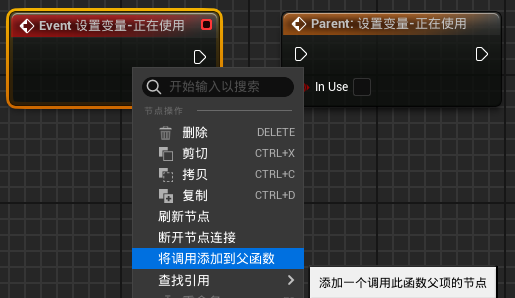 Event 设置变量-正在使用
Parent: 设置变量-正在使用
In Use
开始输入以搜索
节点操作
删除 DELETE
剪切 CTRL+X
拷贝 CTRL+C
复制 CTRL+D
刷新节点
断开节点连接
将调用添加到父函数
查找引用
添加一个调用此函数父项的节点